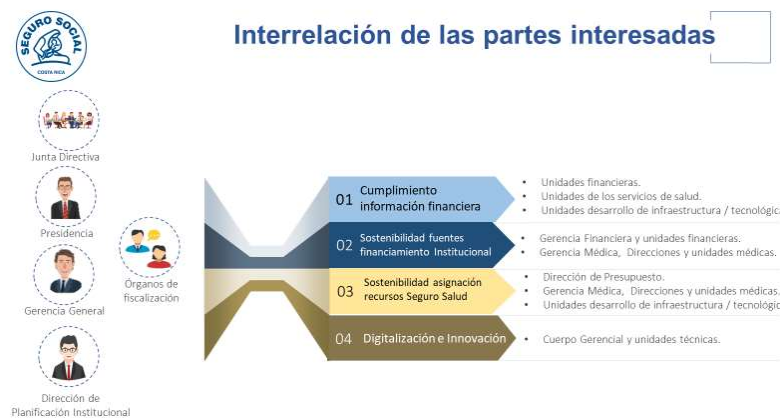 Interrelación de las partes interesadas
SEGURO SOCIAL
COSTA RICA
Junta Directiva
Presidencia
Gerencia General
Dirección de
Planificación Institucional
Órganos de
fiscalización
01 Cumplimiento
información financiera
• Unidades financieras.
• Unidades de los servicios de salud.
• Unidades desarrollo de infraestructura / tecnológic
02 Sostenibilidad fuentes
financiamiento Institucional
• Gerencia Financiera y unidades financieras.
• Gerencia Médica, Direcciones y unidades médicas.
03 Sostenibilidad asignación
recursos Seguro Salud
• Dirección de Presupuesto.
• Gerencia Médica, Direcciones y unidades médicas.
• Unidades desarrollo de infraestructura / tecnológic
04 Digitalización e Innovación
• Cuerpo Gerencial y unidades técnicas.